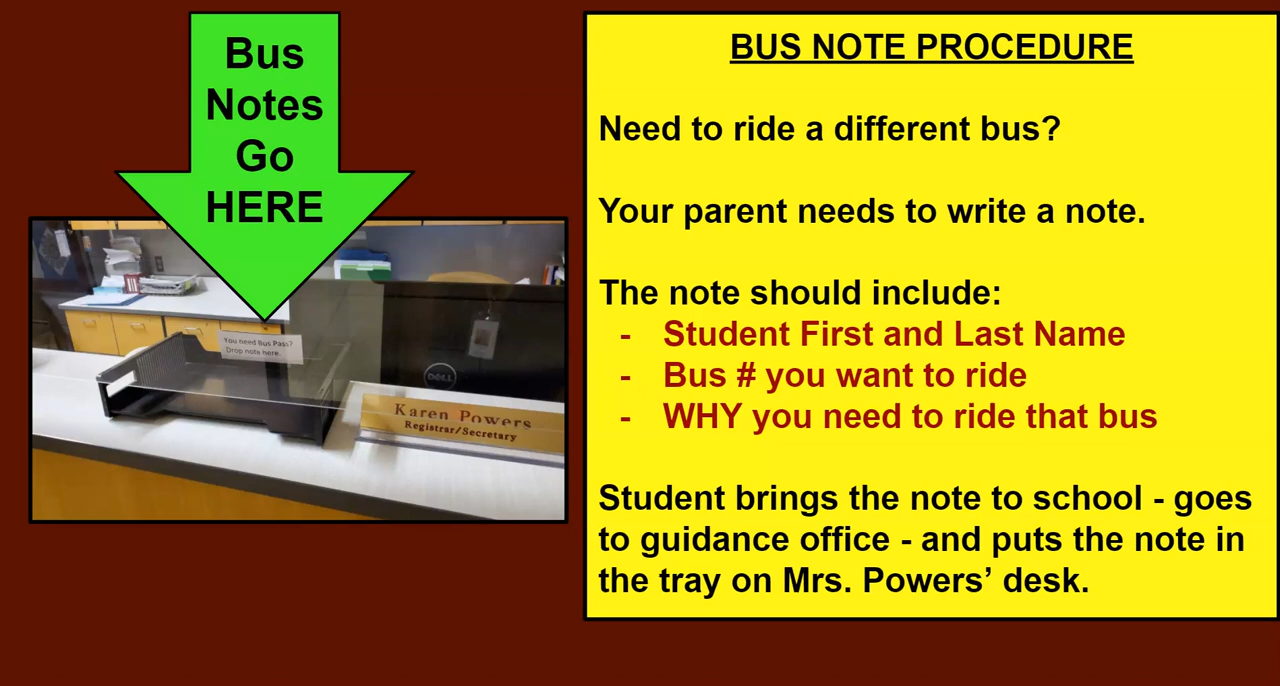 Bus
Notes
Go
HERE
You need Bus Pass?
Drop note here.
DELL
Karen Powers
Registrar/Secretary
BUS NOTE PROCEDURE
Need to ride a different bus?
Your parent needs to write a note.
The note should include:
- Student First and Last Name
- Bus # you want to ride
- WHY you need to ride that bus
Student brings the note to school - goes
to guidance office - and puts the note in
the tray on Mrs. Powers’ desk.